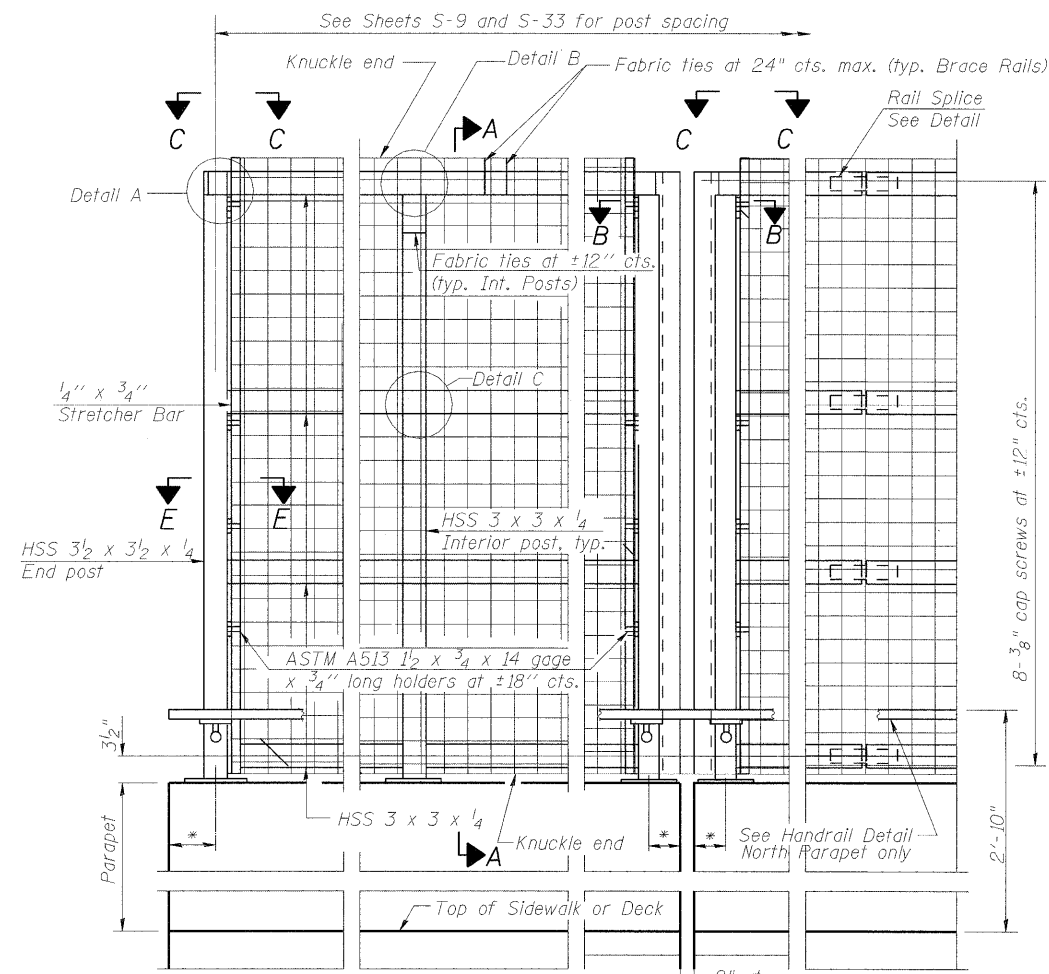 See Sheets S-9 and S-33 for post spacing
Knuckle end
Detail B
Fabric ties at 24" cts. max. (typ. Brace Rails)
A
Rail Splice
See Detail
C
C
C
C
Detail A
B
B
Fabric ties at ±12" cts.
(typ. Int. Posts)
1/4" x 3/4"
Stretcher Bar
Detail C
8-3/8" cap screws at ±12" cts.
E
E
HSS 3 1/2 x 3 1/2 x 1/4
End post
HSS 3 x 3 x 1/4
Interior post, typ.
ASTM A513 1 1/2 x 3/4 x 14 gage
x 3/4" long holders at ±18" cts.
3 1/2"
HSS 3 x 3 x 1/4
A
Knuckle end
*
*
*
See Handrail Detail
North Parapet only
2'-10"
Parapet
Top of Sidewalk or Deck